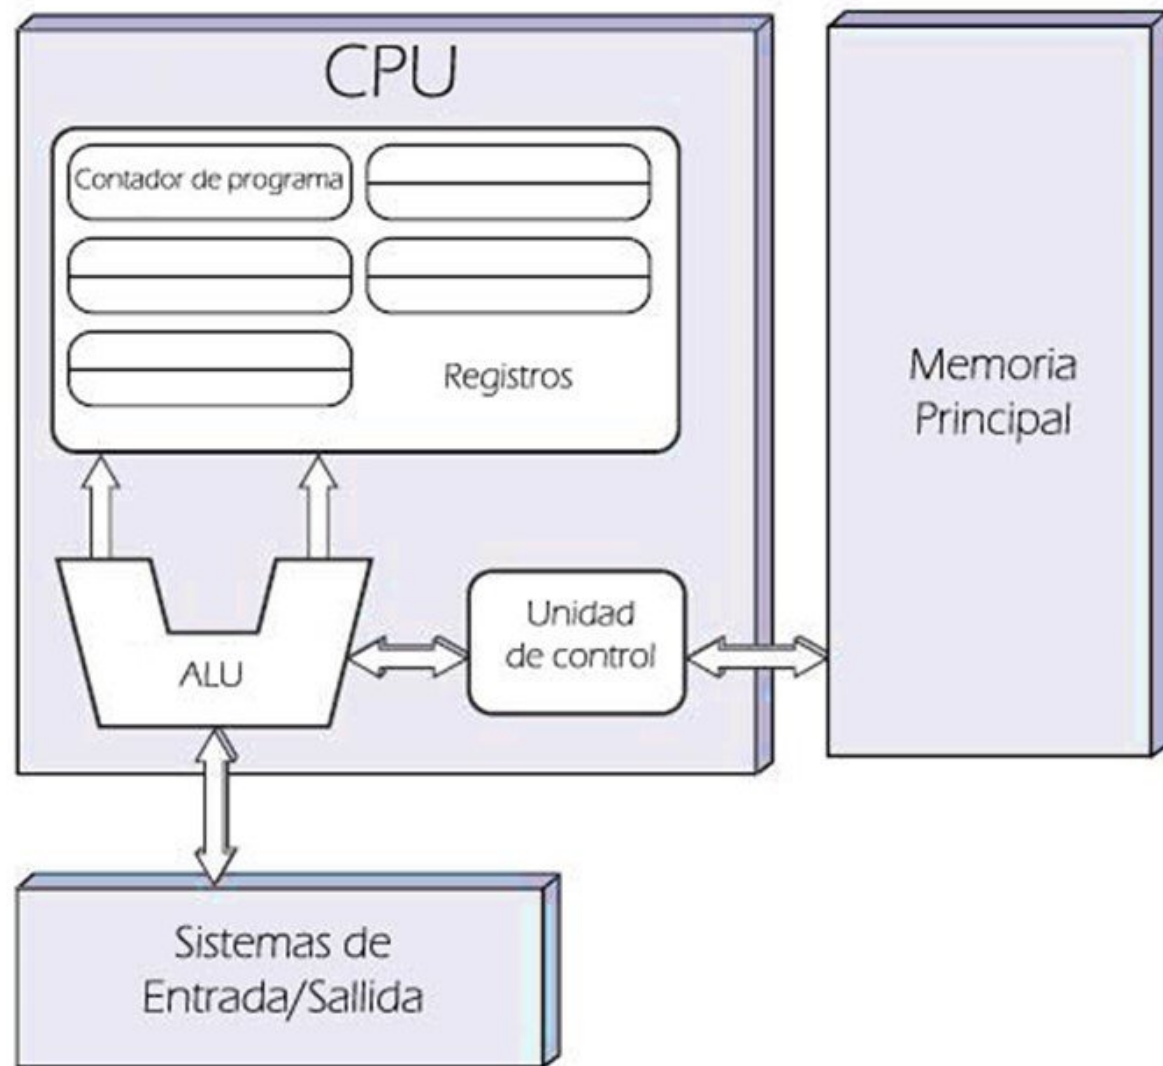 CPU
Contador de programa
Registros
ALU
Unidad
de control
Memoria
Principal
Sistemas de
Entrada/Sallida